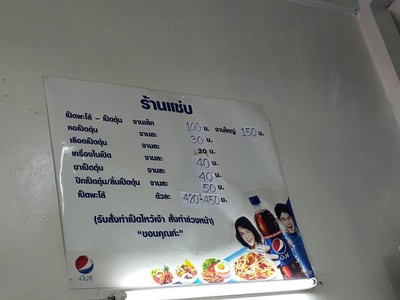 ร้านแซ่บ
เป็ดพะโล้ - เป็ดตุ๋น จานเล็ก 100 บ. จานใหญ่ 150 บ.
คอเป็ดตุ๋น จานละ 30 บ.
เลือดเป็ดตุ๋น จานละ 20 บ.
เครื่องในเป็ด จานละ 40 บ.
ขาเป็ดตุ๋น จานละ 40 บ.
ปีกเป็ดตุ๋น/ลิ้นเป็ดตุ๋น จานละ 50 บ.
เป็ดพะโล้ ตัวละ 420-450 บ.
(รับสั่งทำเป็ดไหว้เจ้า สั่งทำล่วงหน้า)
"ขอบคุณค่ะ"
เป๊ปซี่
เป๊ปซี่